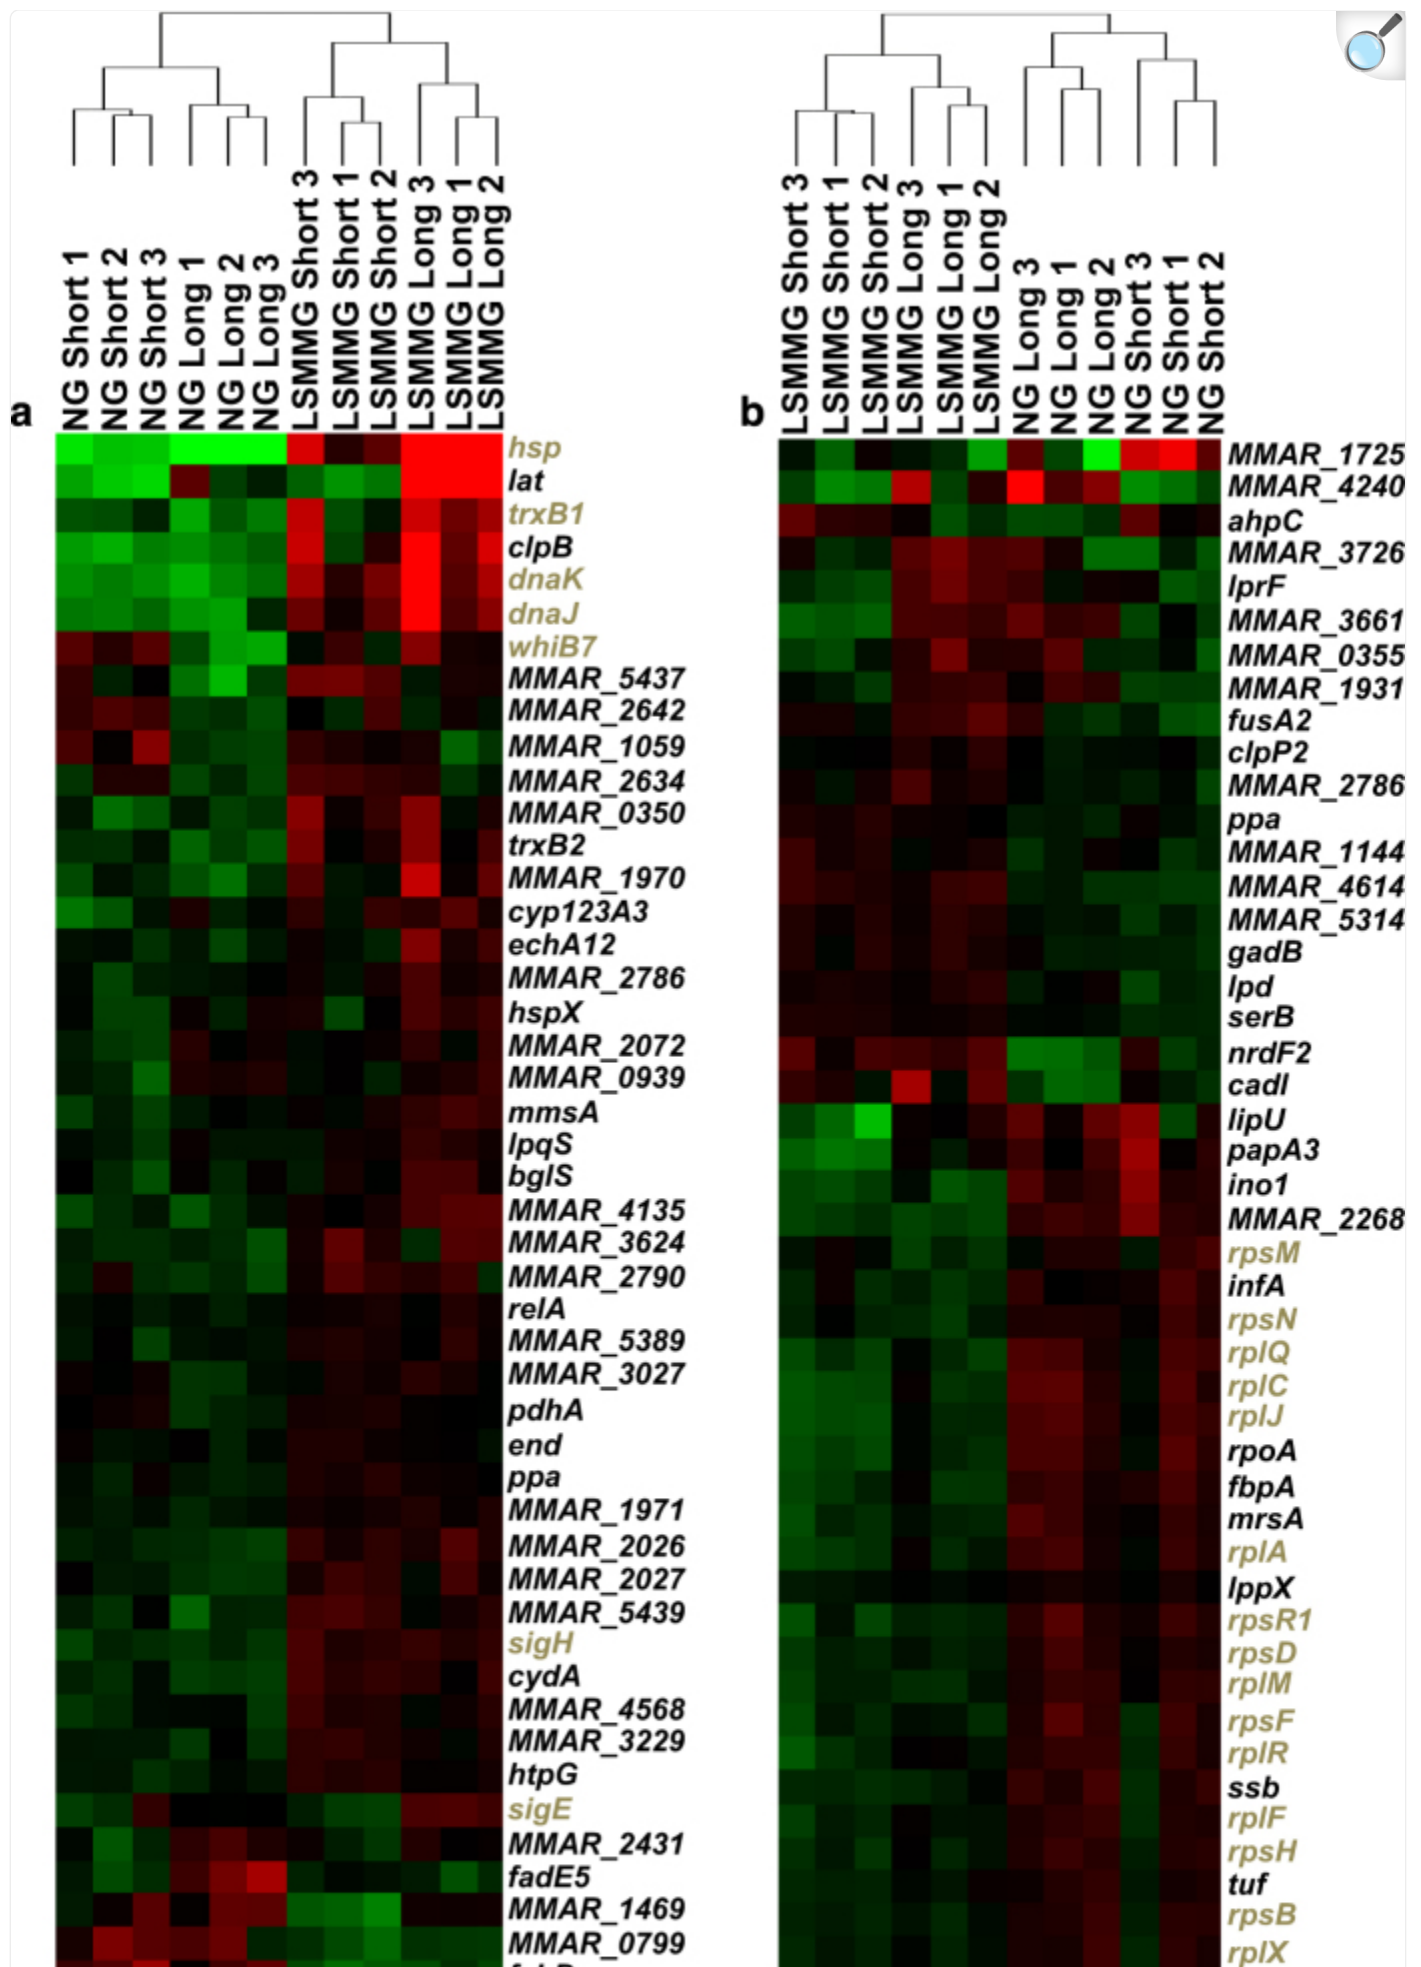 NG Short 1
NG Short 2
NG Short 3
NG Long 1
NG Long 2
NG Long 3
LSMMG Short 3
LSMMG Short 1
LSMMG Short 2
LSMMG Long 3
LSMMG Long 1
LSMMG Long 2
a
hsp
lat
trxB1
clpB
dnaK
dnaJ
whiB7
MMAR_5437
MMAR_2642
MMAR_1059
MMAR_2634
MMAR_0350
trxB2
MMAR_1970
cyp123A3
echA12
MMAR_2786
hspX
MMAR_2072
MMAR_0939
mmsA
lpqS
bglS
MMAR_4135
MMAR_3624
MMAR_2790
relA
MMAR_5389
MMAR_3027
pdhA
end
ppa
MMAR_1971
MMAR_2026
MMAR_2027
MMAR_5439
sigH
cydA
MMAR_4568
MMAR_3229
htpG
sigE
MMAR_2431
fadE5
MMAR_1469
MMAR_0799
LSMMG Short 3
LSMMG Short 1
LSMMG Short 2
LSMMG Long 3
LSMMG Long 1
LSMMG Long 2
NG Long 3
NG Long 1
NG Long 2
NG Short 3
NG Short 1
NG Short 2
b
MMAR_1725
MMAR_4240
ahpC
MMAR_3726
lprF
MMAR_3661
MMAR_0355
MMAR_1931
fusA2
clpP2
MMAR_2786
ppa
MMAR_1144
MMAR_4614
MMAR_5314
gadB
lpd
serB
nrdF2
cadI
lipU
papA3
ino1
MMAR_2268
rpsM
infA
rpsN
rplQ
rplC
rplJ
rpoA
fbpA
mrsA
rplA
lppX
rpsR1
rpsD
rplM
rpsF
rplR
ssb
rplF
rpsH
tuf
rpsB
rplX